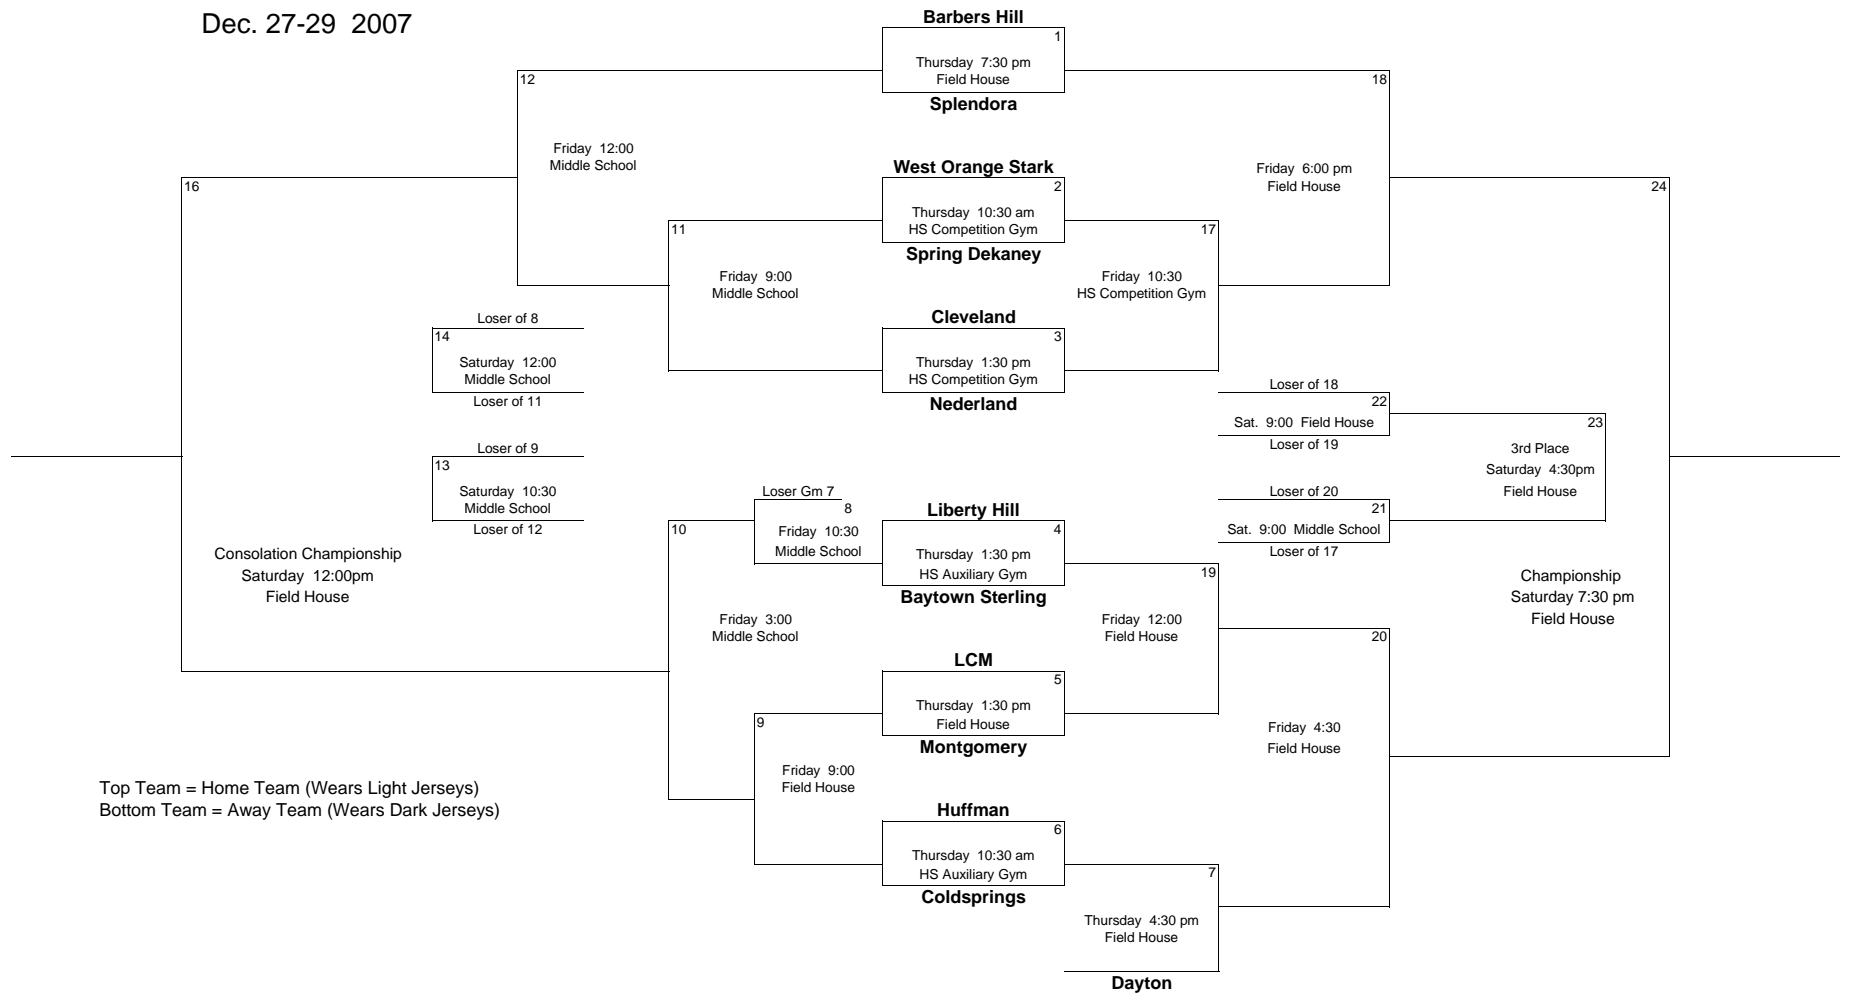 Dec. 27-29  2007
Barbers Hill
1
Thursday  7:30 pm
Field House
Splendora
12
18
Friday  12:00
Middle School
Friday  6:00 pm
Field House
West Orange Stark
2
Thursday  10:30 am
HS Competition Gym
Spring Dekaney
16
24
11
17
Friday  9:00
Middle School
Friday  10:30
HS Competition Gym
Cleveland
3
Thursday  1:30 pm
HS Competition Gym
Nederland
Loser of 8
14
Saturday  12:00
Middle School
Loser of 11
Loser of 18
22
Sat.  9:00  Field House
Loser of 19
23
3rd Place
Saturday  4:30pm
Field House
Loser of 9
13
Saturday  10:30
Middle School
Loser of 12
Loser Gm 7
8
Friday  10:30
Middle School
Liberty Hill
4
Thursday  1:30 pm
HS Auxiliary Gym
Baytown Sterling
Loser of 20
21
Sat.  9:00  Middle School
Loser of 17
10
19
Consolation Championship
Saturday  12:00pm
Field House
Championship
Saturday 7:30 pm
Field House
Friday  3:00
Middle School
Friday  12:00
Field House
20
LCM
5
Thursday  1:30 pm
Field House
Montgomery
9
Friday  4:30
Field House
Friday  9:00
Field House
Top Team = Home Team (Wears Light Jerseys)
Bottom Team = Away Team (Wears Dark Jerseys)
Huffman
6
Thursday  10:30 am
HS Auxiliary Gym
Coldsprings
7
Thursday  4:30 pm
Field House
Dayton